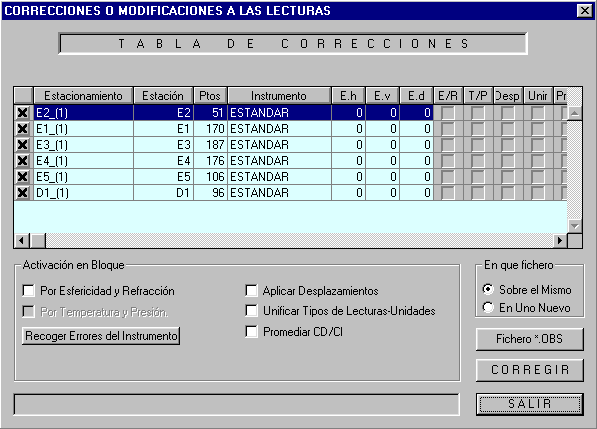 CORRECCIONES O MODIFICACIONES A LAS LECTURAS
TABLA DE CORRECCIONES
Estacionamiento Estación Ptos Instrumento E.h E.v E.d E/R T/P Desp Unir Pr
E2_(1) E2 51 ESTANDAR 0 0 0
E1_(1) E1 170 ESTANDAR 0 0 0
E3_(1) E3 187 ESTANDAR 0 0 0
E4_(1) E4 176 ESTANDAR 0 0 0
E5_(1) E5 106 ESTANDAR 0 0 0
D1_(1) D1 96 ESTANDAR 0 0 0
Activación en Bloque
Por Esfericidad y Refracción
Por Temperatura y Presión.
Recoger Errores del Instrumento
Aplicar Desplazamientos
Unificar Tipos de Lecturas-Unidades
Promediar CD/CI
En que fichero
Sobre el Mismo
En Uno Nuevo
Fichero *.OBS
CORREGIR
SALIR